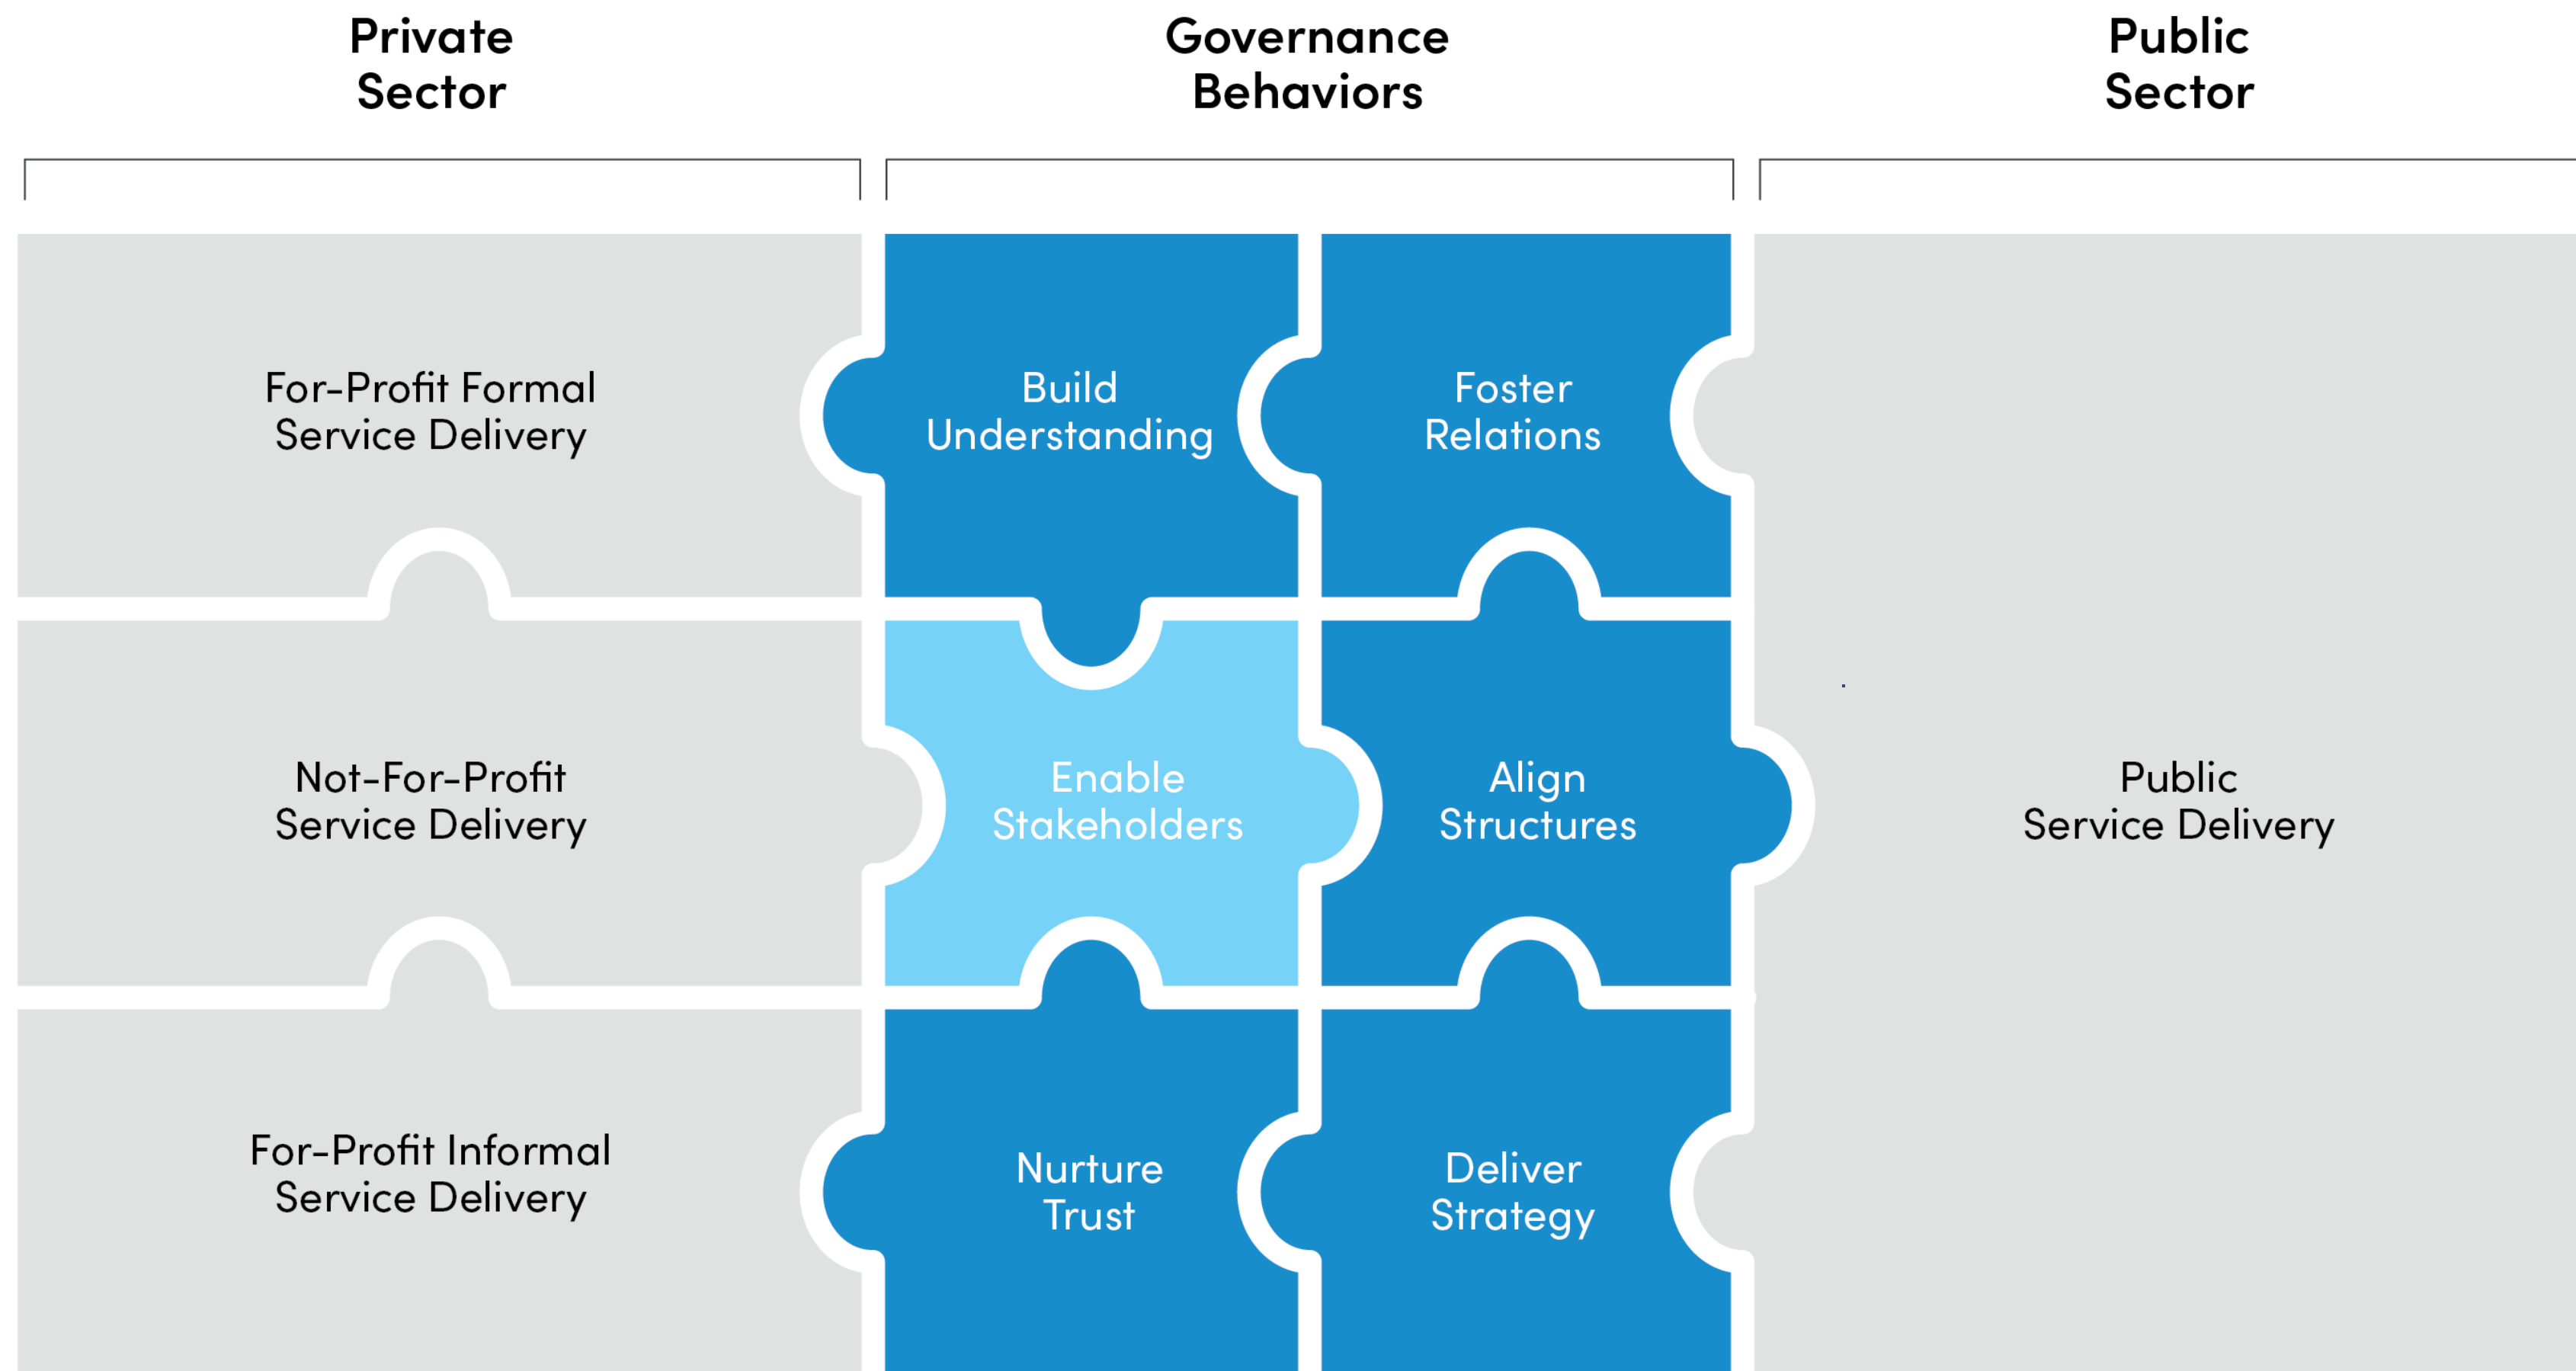 Private
Sector
Governance
Behaviors
Public
Sector
For-Profit Formal
Service Delivery
Build
Understanding
Foster
Relations
Not-For-Profit
Service Delivery
Enable
Stakeholders
Align
Structures
Public
Service Delivery
For-Profit Informal
Service Delivery
Nurture
Trust
Deliver
Strategy